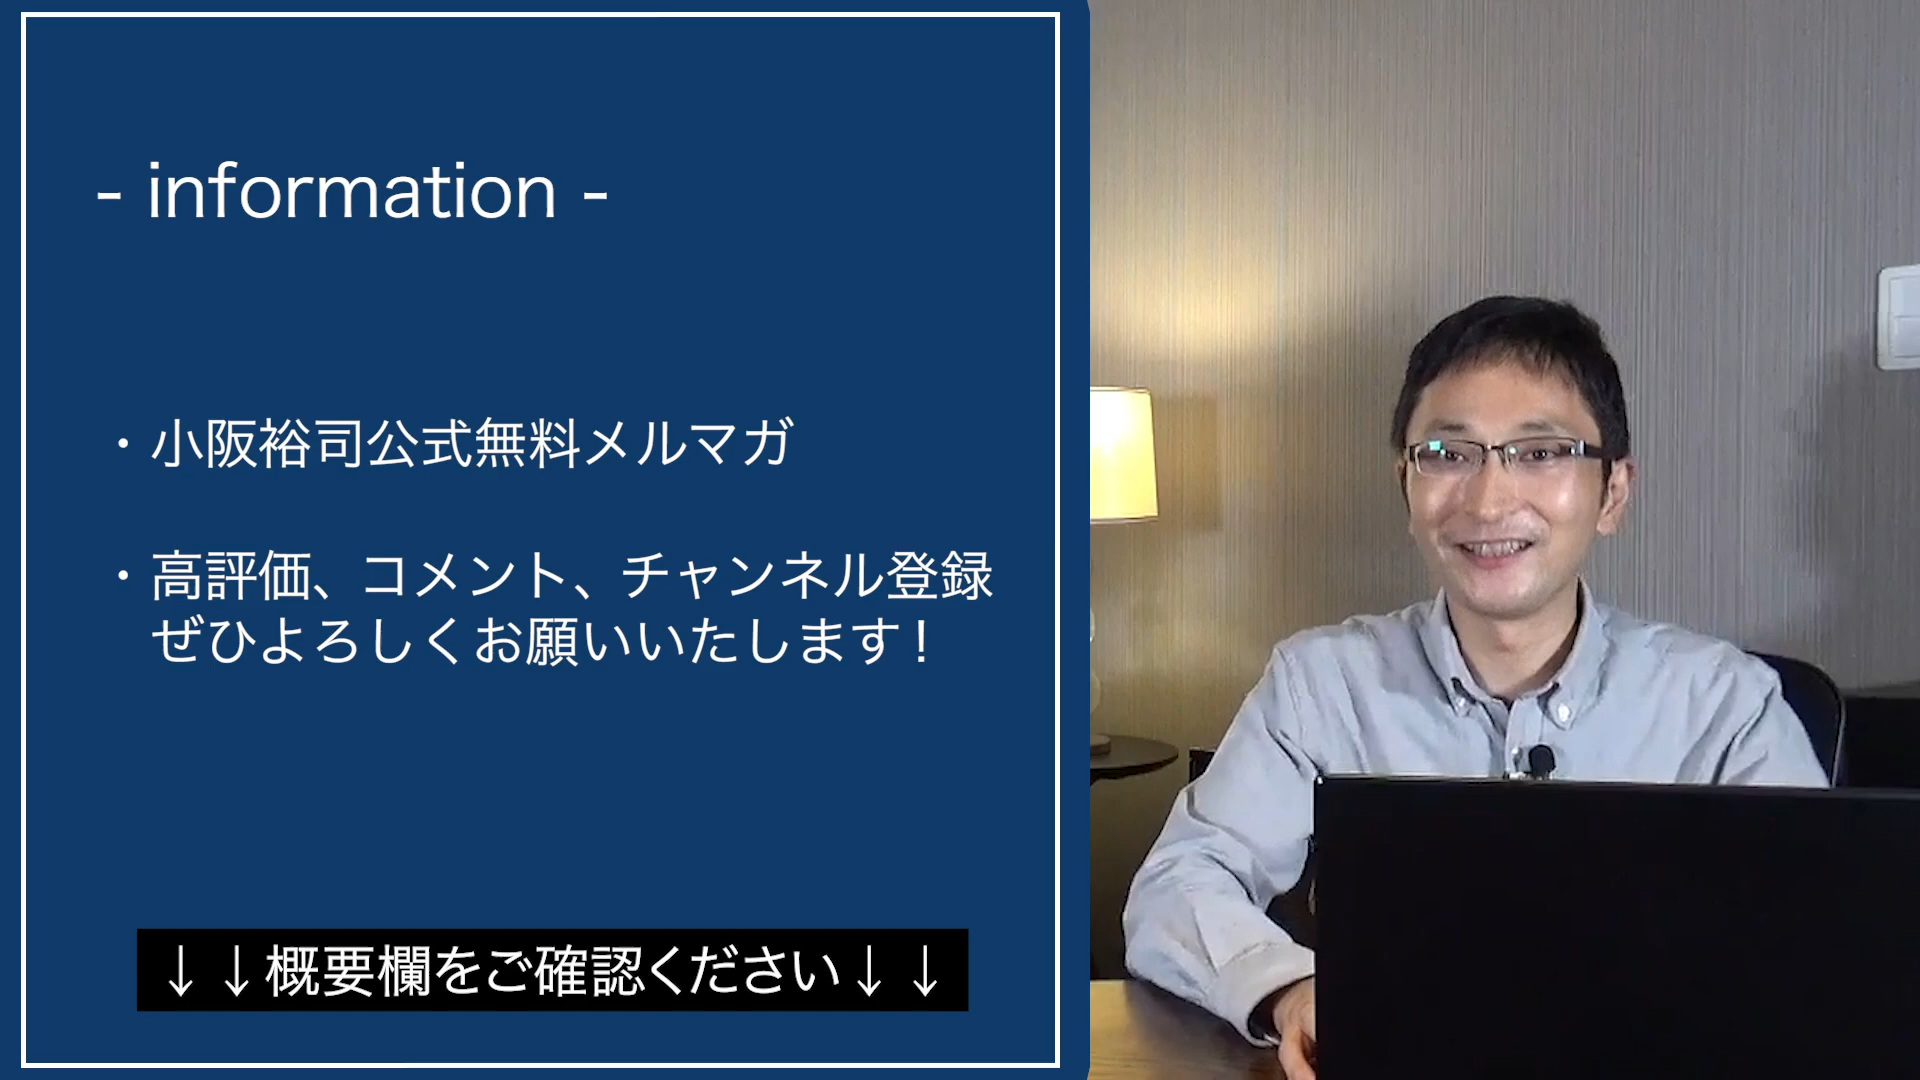 - information -
・小阪裕司公式無料メルマガ
・高評価、コメント、チャンネル登録
ぜひよろしくお願いいたします！
↓↓概要欄をご確認ください↓↓